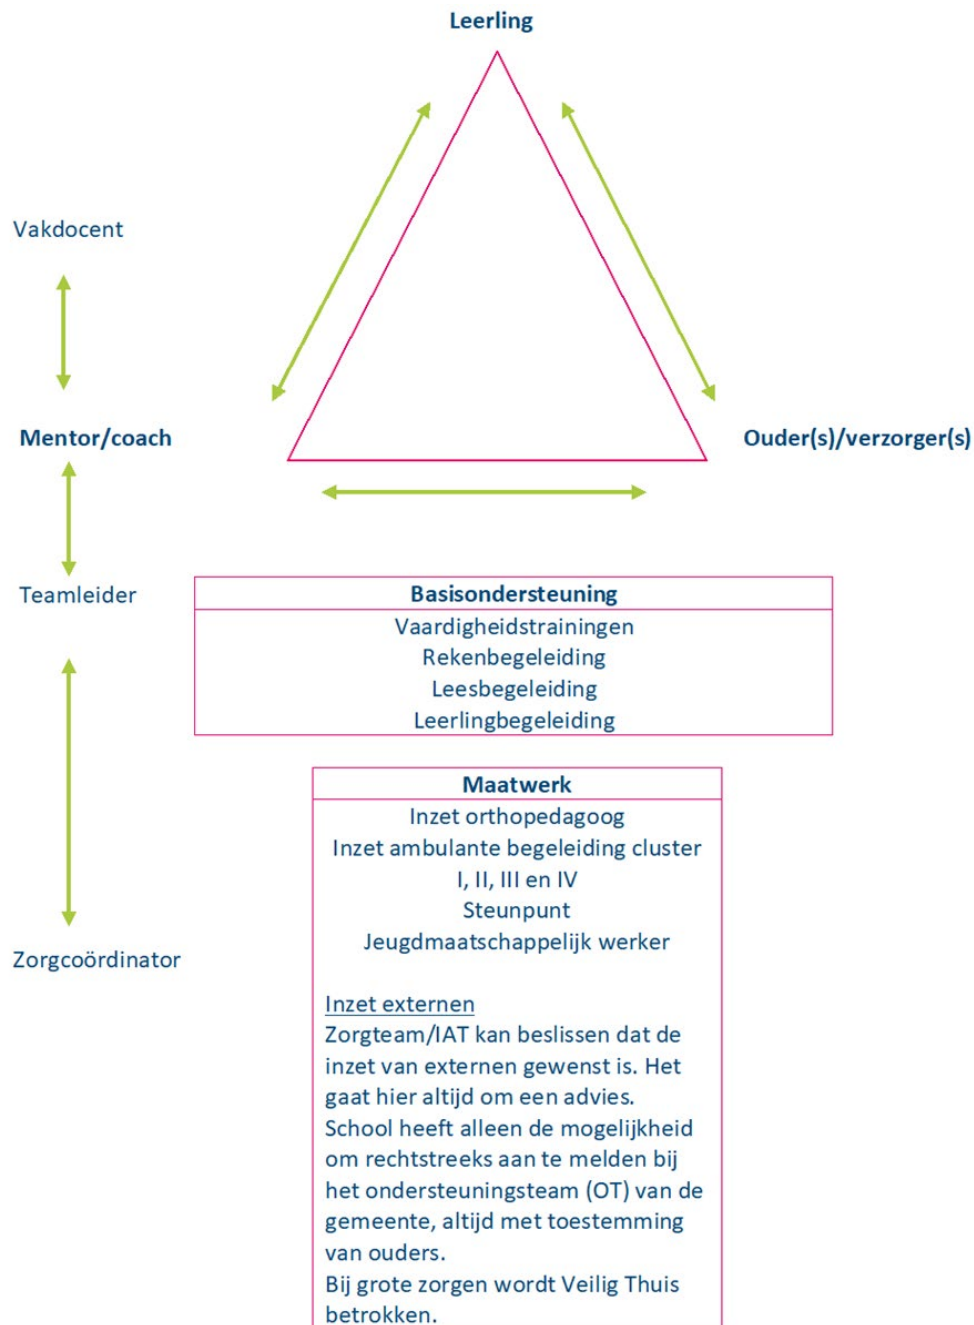 Leerling
Vakdocent
Mentor/coach
Ouder(s)/verzorger(s)
Teamleider
Basisondersteuning
Vaardigheidstrainingen
Rekenbegeleiding
Leesbegeleiding
Leerlingbegeleiding
Maatwerk
Inzet orthopedagoog
Inzet ambulante begeleiding cluster
I, II, III en IV
Steunpunt
Jeugdmaatschappelijk werker
Zorgcoördinator
Inzet externen
Zorgteam/IAT kan beslissen dat de
inzet van externen gewenst is. Het
gaat hier altijd om een advies.
School heeft alleen de mogelijkheid
om rechtstreeks aan te melden bij
het ondersteuningsteam (OT) van de
gemeente, altijd met toestemming
van ouders.
Bij grote zorgen wordt Veilig Thuis
betrokken.